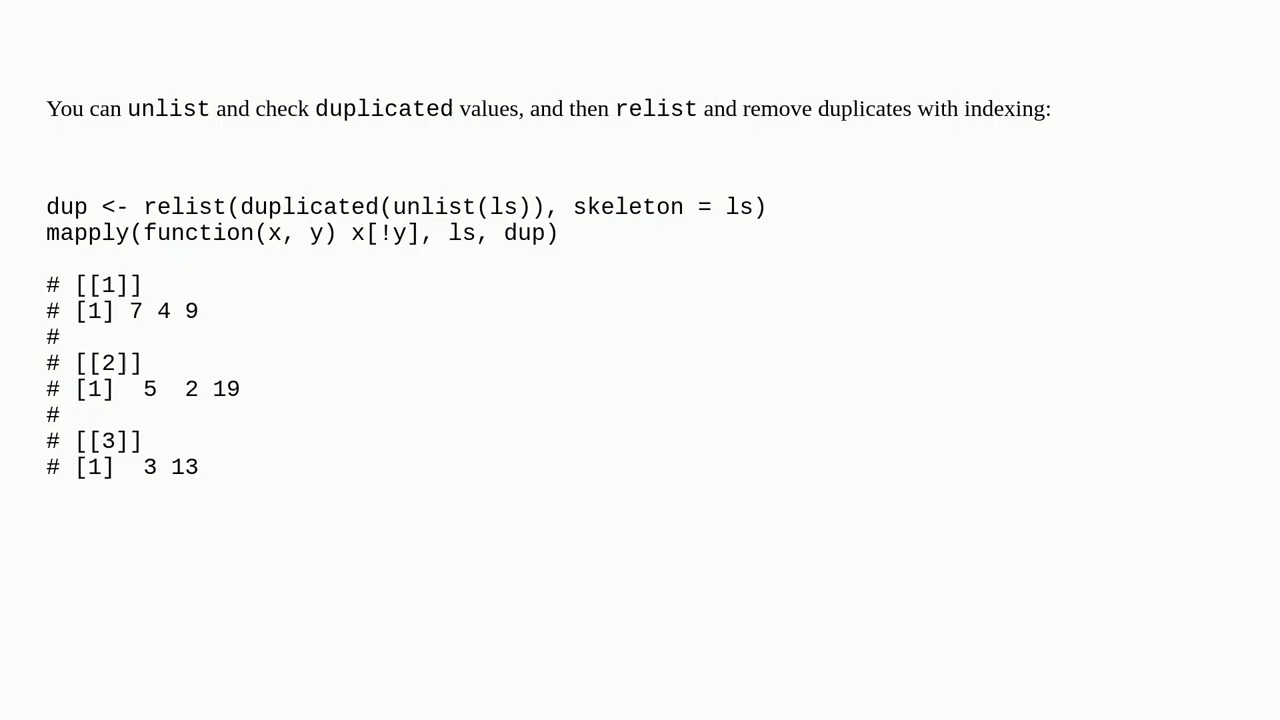 You can unlist and check duplicated values, and then relist and remove duplicates with indexing:
dup <- relist(duplicated(unlist(ls)), skeleton = ls)
mapply(function(x, y) x[!y], ls, dup)
# [[1]]
# [1] 7 4 9
#
# [[2]]
# [1]  5  2 19
#
# [[3]]
# [1]  3 13